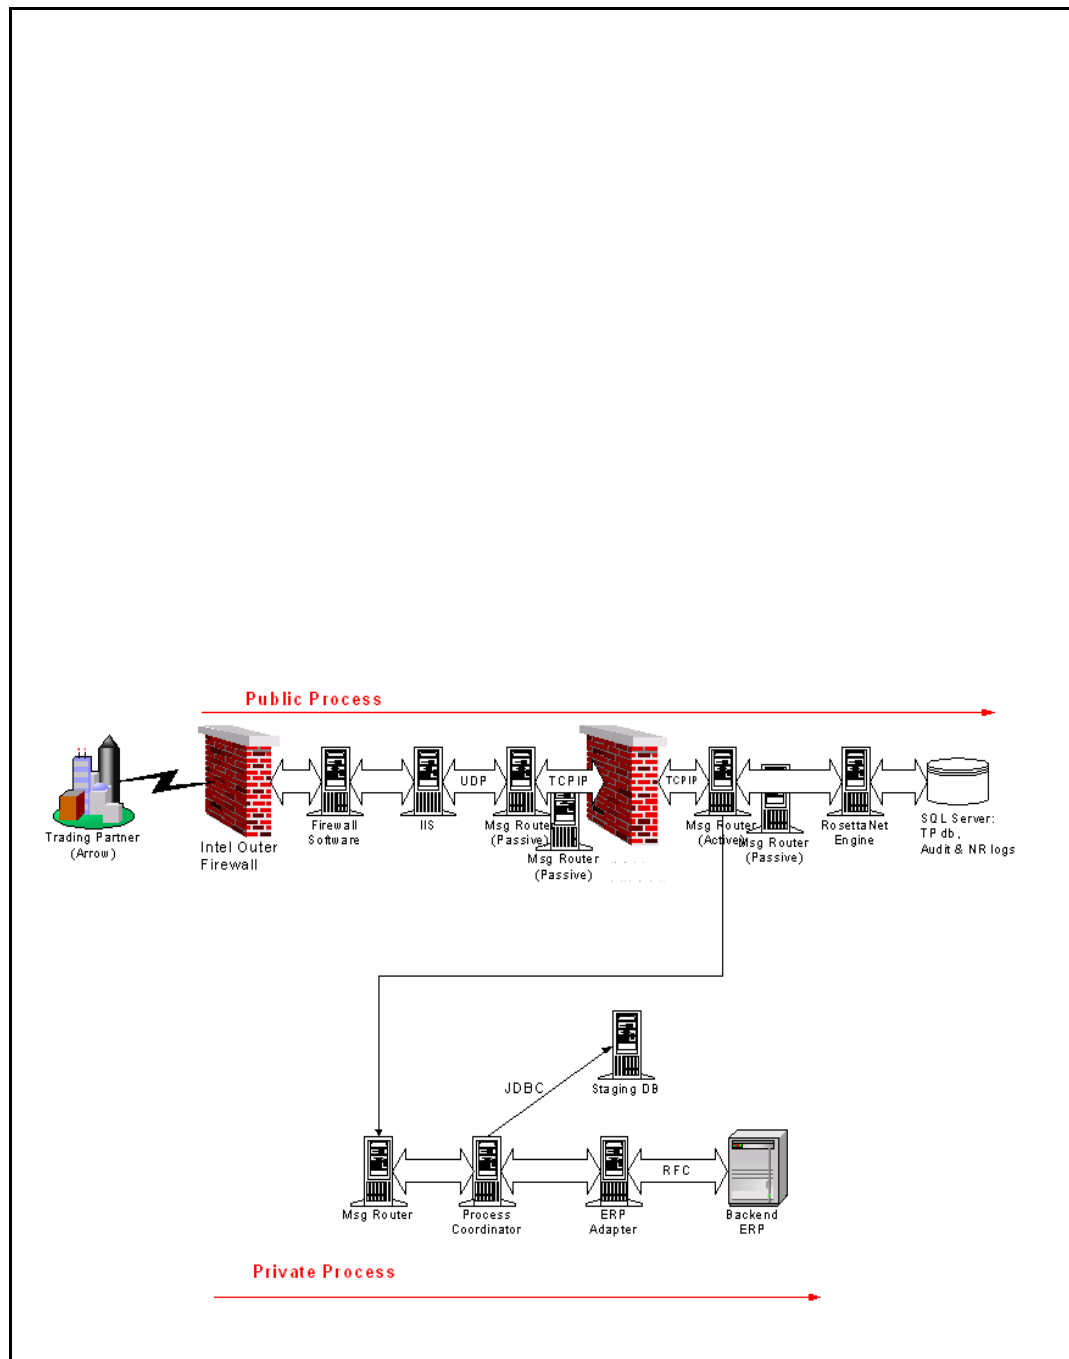 Public Process
UDP
TCPIP
TCPIP
Trading Partner
(Arrow)
Intel Outer
Firewall
Firewall
Software
IIS
Msg Router
(Passive)
Msg Router
(Passive)
Msg Router
(Active)
Msg Router
(Passive)
RosettaNet
Engine
SQL Server:
TP db,
Audit & NR logs
JDBC
Staging DB
RFC
Msg Router
Process
Coordinator
ERP
Adapter
Backend
ERP
Private Process